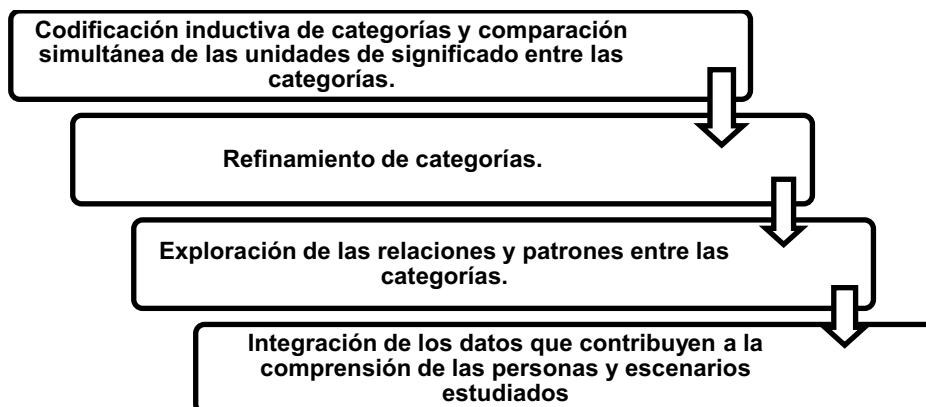 Codificación inductiva de categorías y comparación
simultánea de las unidades de significado entre las
categorías.
Refinamiento de categorías.
Exploración de las relaciones y patrones entre las
categorías.
Integración de los datos que contribuyen a la
comprensión de las personas y escenarios
estudiados